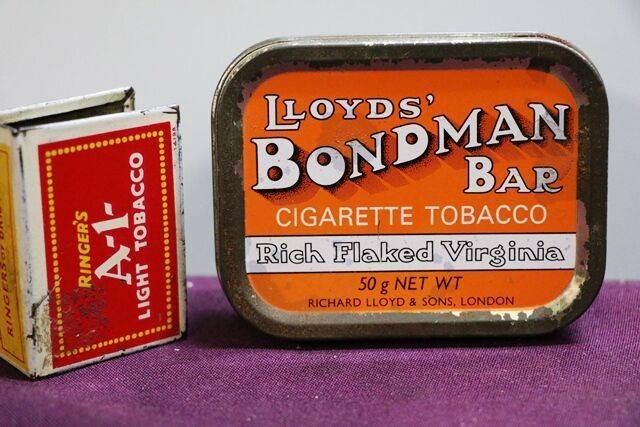 RINGER'S
A-1-
LIGHT TOBACCO
LLOYDS'
BONDMAN
BAR
CIGARETTE TOBACCO
Rich Flaked Virginia
50 g NET WT
RICHARD LLOYD & SONS, LONDON